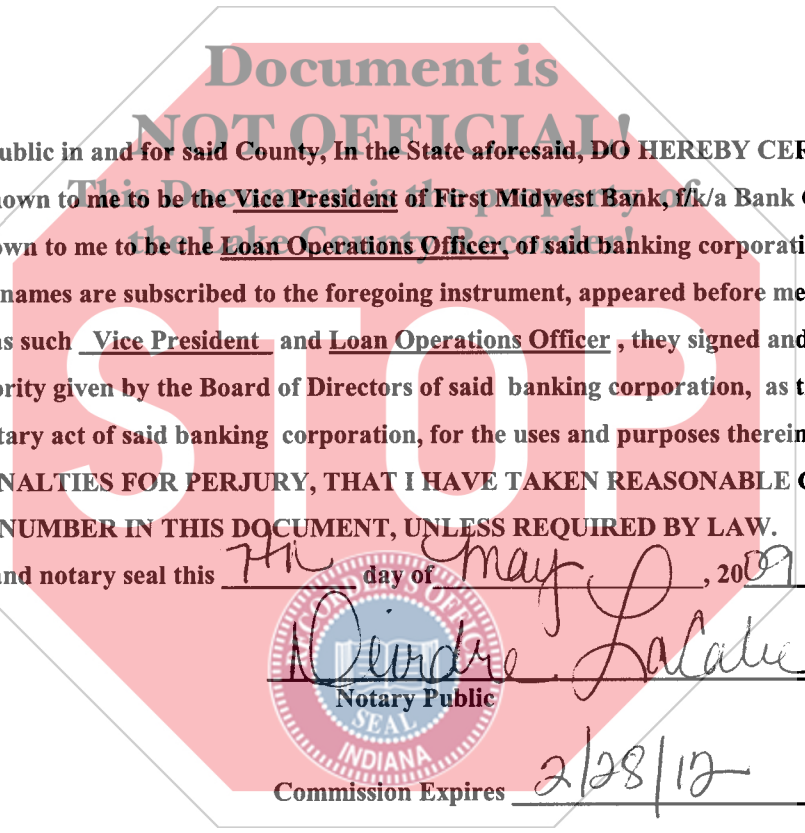 Document is
NOT OFFICIAL!
ublic in and for said County, In the State aforesaid, DO HEREBY CER
This Document is the property of
own to me to be the Vice President of First Midwest Bank, f/k/a Bank
the Lake County Recorder!
own to me to be the Loan Operations Officer, of said banking corporati
names are subscribed to the foregoing instrument, appeared before me
as such Vice President and Loan Operations Officer , they signed and
STOP
ority given by the Board of Directors of said banking corporation, as t
tary act of said banking corporation, for the uses and purposes therein
NALTIES FOR PERJURY, THAT I HAVE TAKEN REASONABLE
NUMBER IN THIS DOCUMENT, UNLESS REQUIRED BY LAW.
and notary seal this 7th day of May , 2009
Deirdre
Notary Public
SEAL
INDIANA
Commission Expires 2/28/12